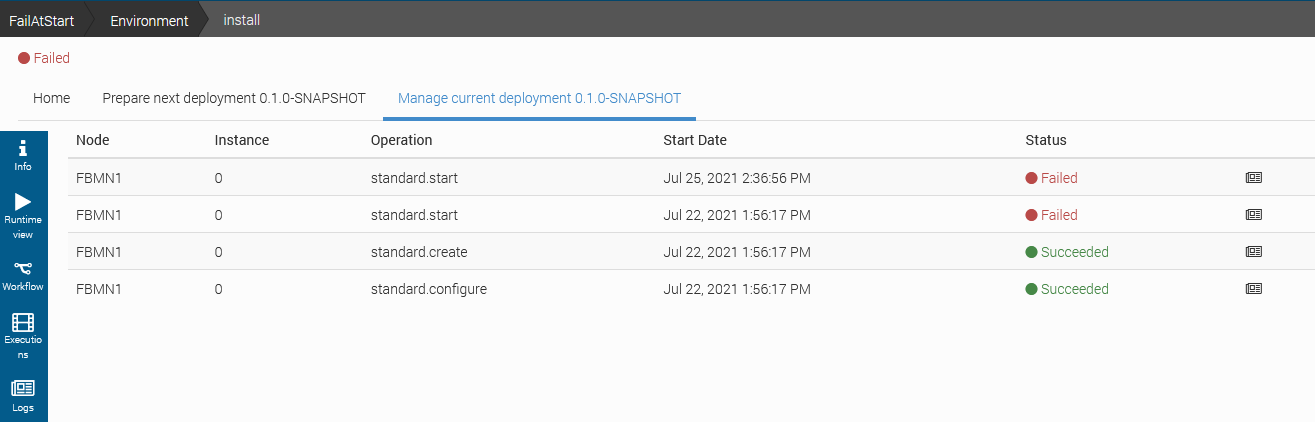 FailAtStart Environment install
Failed
Home Prepare next deployment 0.1.0-SNAPSHOT Manage current deployment 0.1.0-SNAPSHOT
Info
Runtime
view
Workflow
Executio
ns
Logs
Node Instance Operation Start Date Status
FBMN1 0 standard.start Jul 25, 2021 2:36:56 PM Failed
FBMN1 0 standard.start Jul 22, 2021 1:56:17 PM Failed
FBMN1 0 standard.create Jul 22, 2021 1:56:17 PM Succeeded
FBMN1 0 standard.configure Jul 22, 2021 1:56:17 PM Succeeded